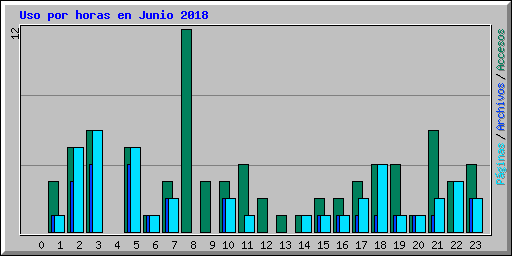 Uso por horas en Junio 2018
12
Páginas / Archivos / Accesos
0 1 2 3 4 5 6 7 8 9 10 11 12 13 14 15 16 17 18 19 20 21 22 23